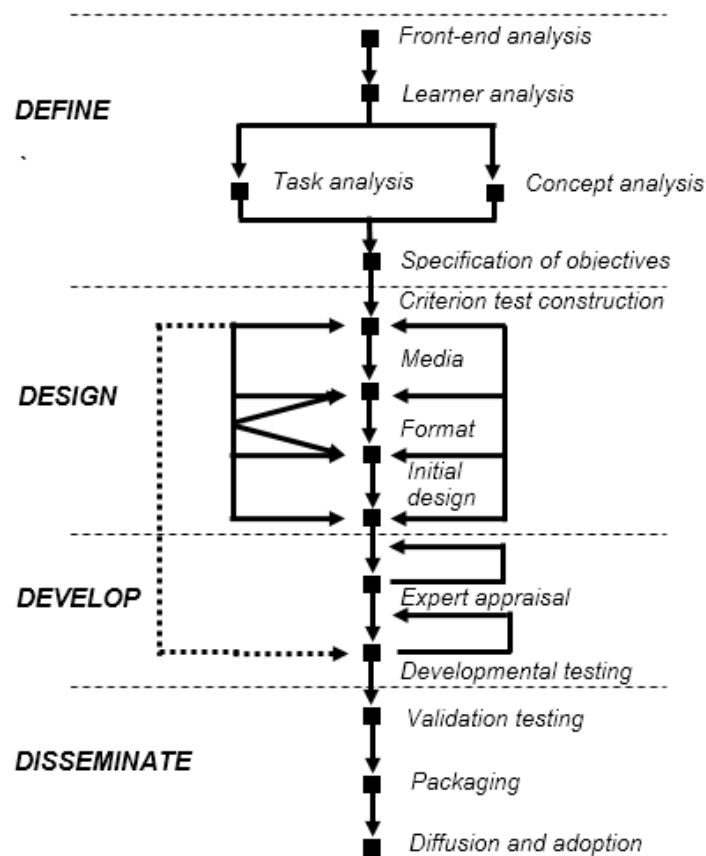 Front-end analysis
Learner analysis
DEFINE
Task analysis
Concept analysis
Specification of objectives
Criterion test construction
Media
DESIGN
Format
Initial
design
DEVELOP
Expert appraisal
Developmental testing
Validation testing
DISSEMINATE
Packaging
Diffusion and adoption